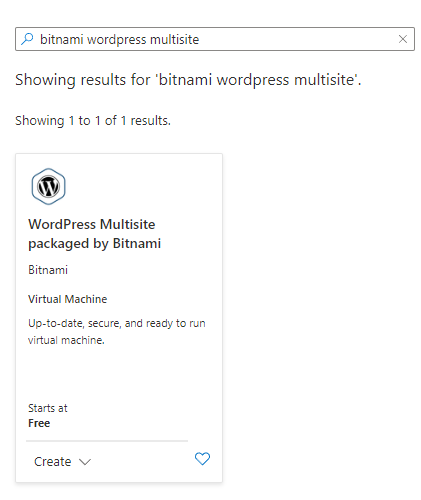 bitnami wordpress multisite
Showing results for 'bitnami wordpress multisite'.
Showing 1 to 1 of 1 results.
WordPress Multisite
packaged by Bitnami
Bitnami
Virtual Machine
Up-to-date, secure, and ready to run
virtual machine.
Starts at
Free
Create